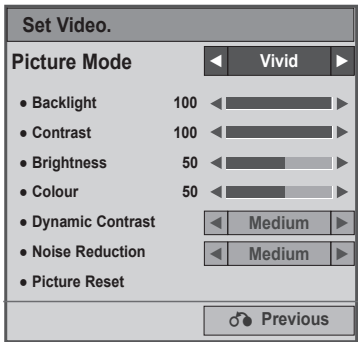 Set Video.
Picture Mode ◄ Vivid ►
● Backlight 100 ◄ ►
● Contrast 100 ◄ ►
● Brightness 50 ◄ ►
● Colour 50 ◄ ►
● Dynamic Contrast ◄ Medium ►
● Noise Reduction ◄ Medium ►
● Picture Reset
Previous